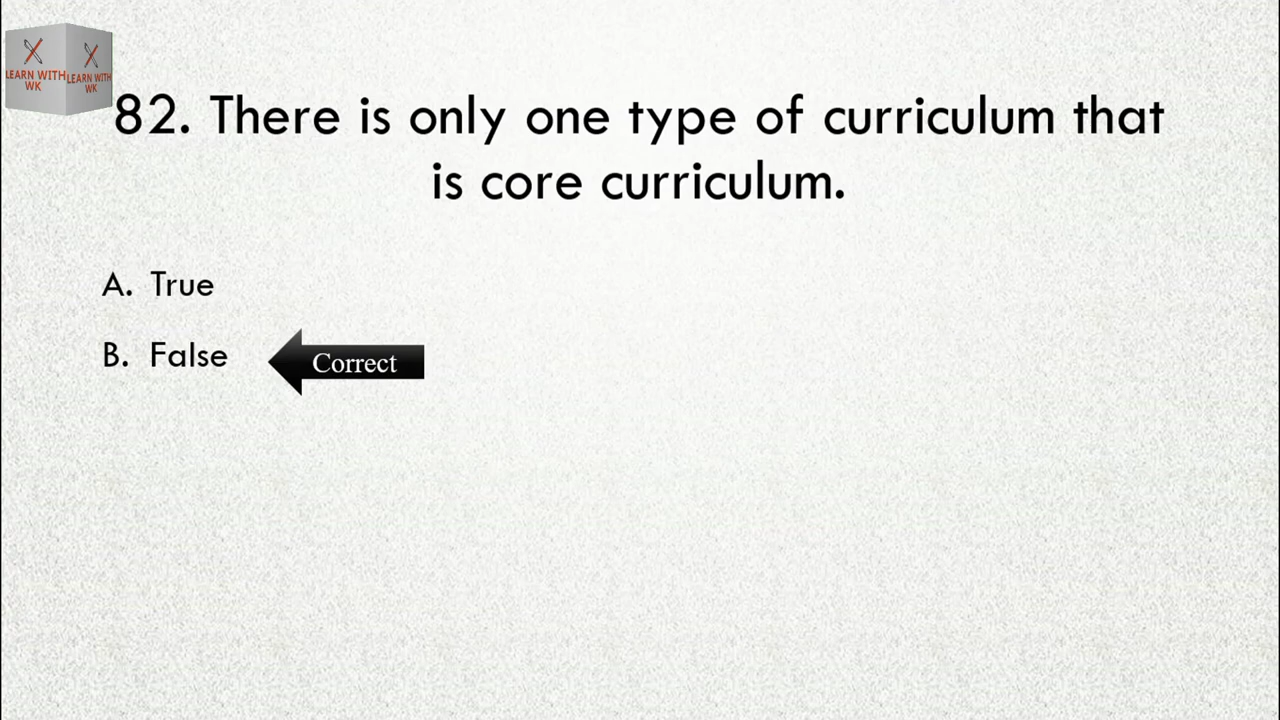 LEARN WITH
WK
LEARN WITH
WK
82. There is only one type of curriculum that
is core curriculum.
A. True
B. False
Correct